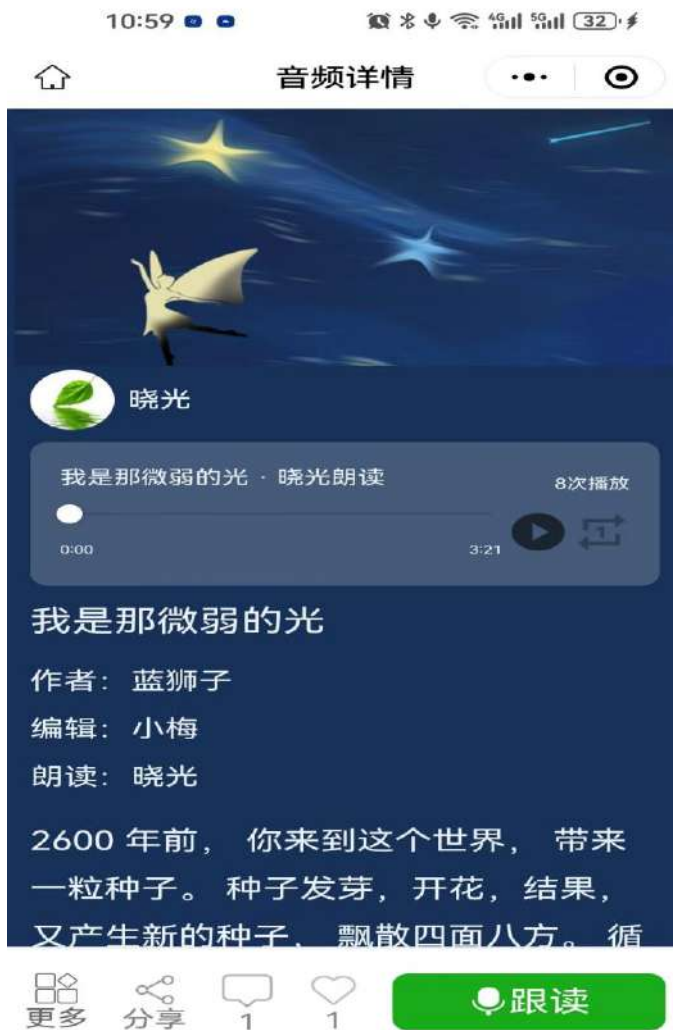 10:59
4G
5G
32
音频详情
晓光
我是那微弱的光 · 晓光朗读
8次播放
0:00
3:21
1
我是那微弱的光
作者: 蓝狮子
编辑: 小梅
朗读: 晓光
2600 年前, 你来到这个世界, 带来
一粒种子。 种子发芽, 开花, 结果,
又产生新的种子, 飘散四面八方。 循
更多
分享
1
1
跟读